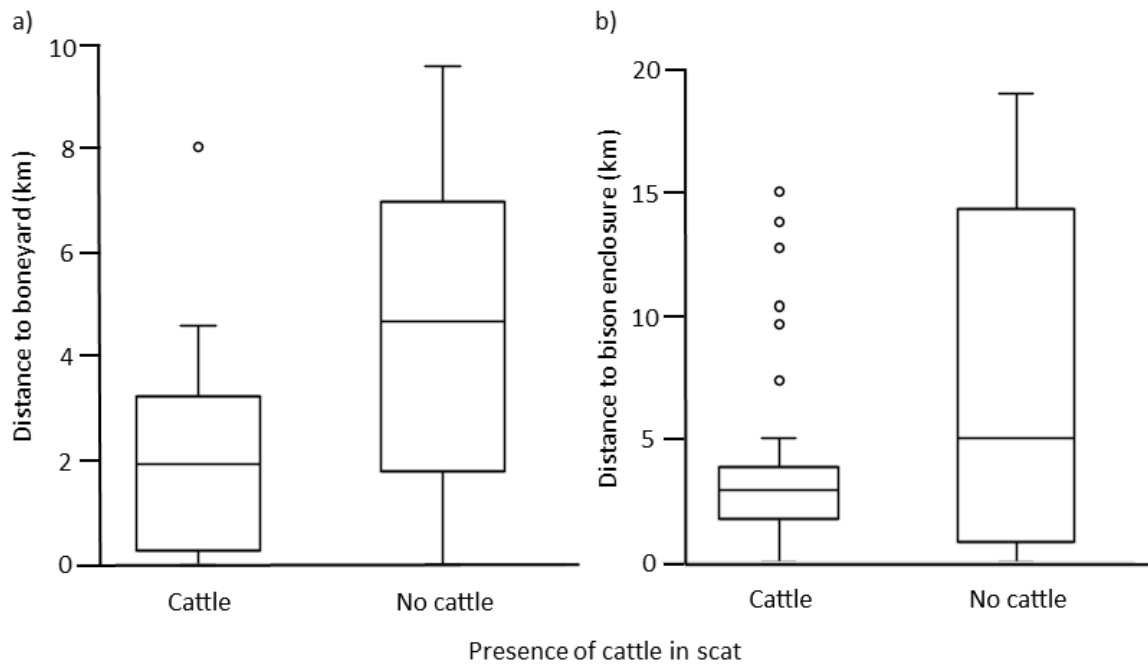 a)
10
8
6
4
2
0
Distance to boneyard (km)
Cattle
No cattle
b)
20
15
10
5
0
Distance to bison enclosure (km)
Cattle
No cattle
Presence of cattle in scat